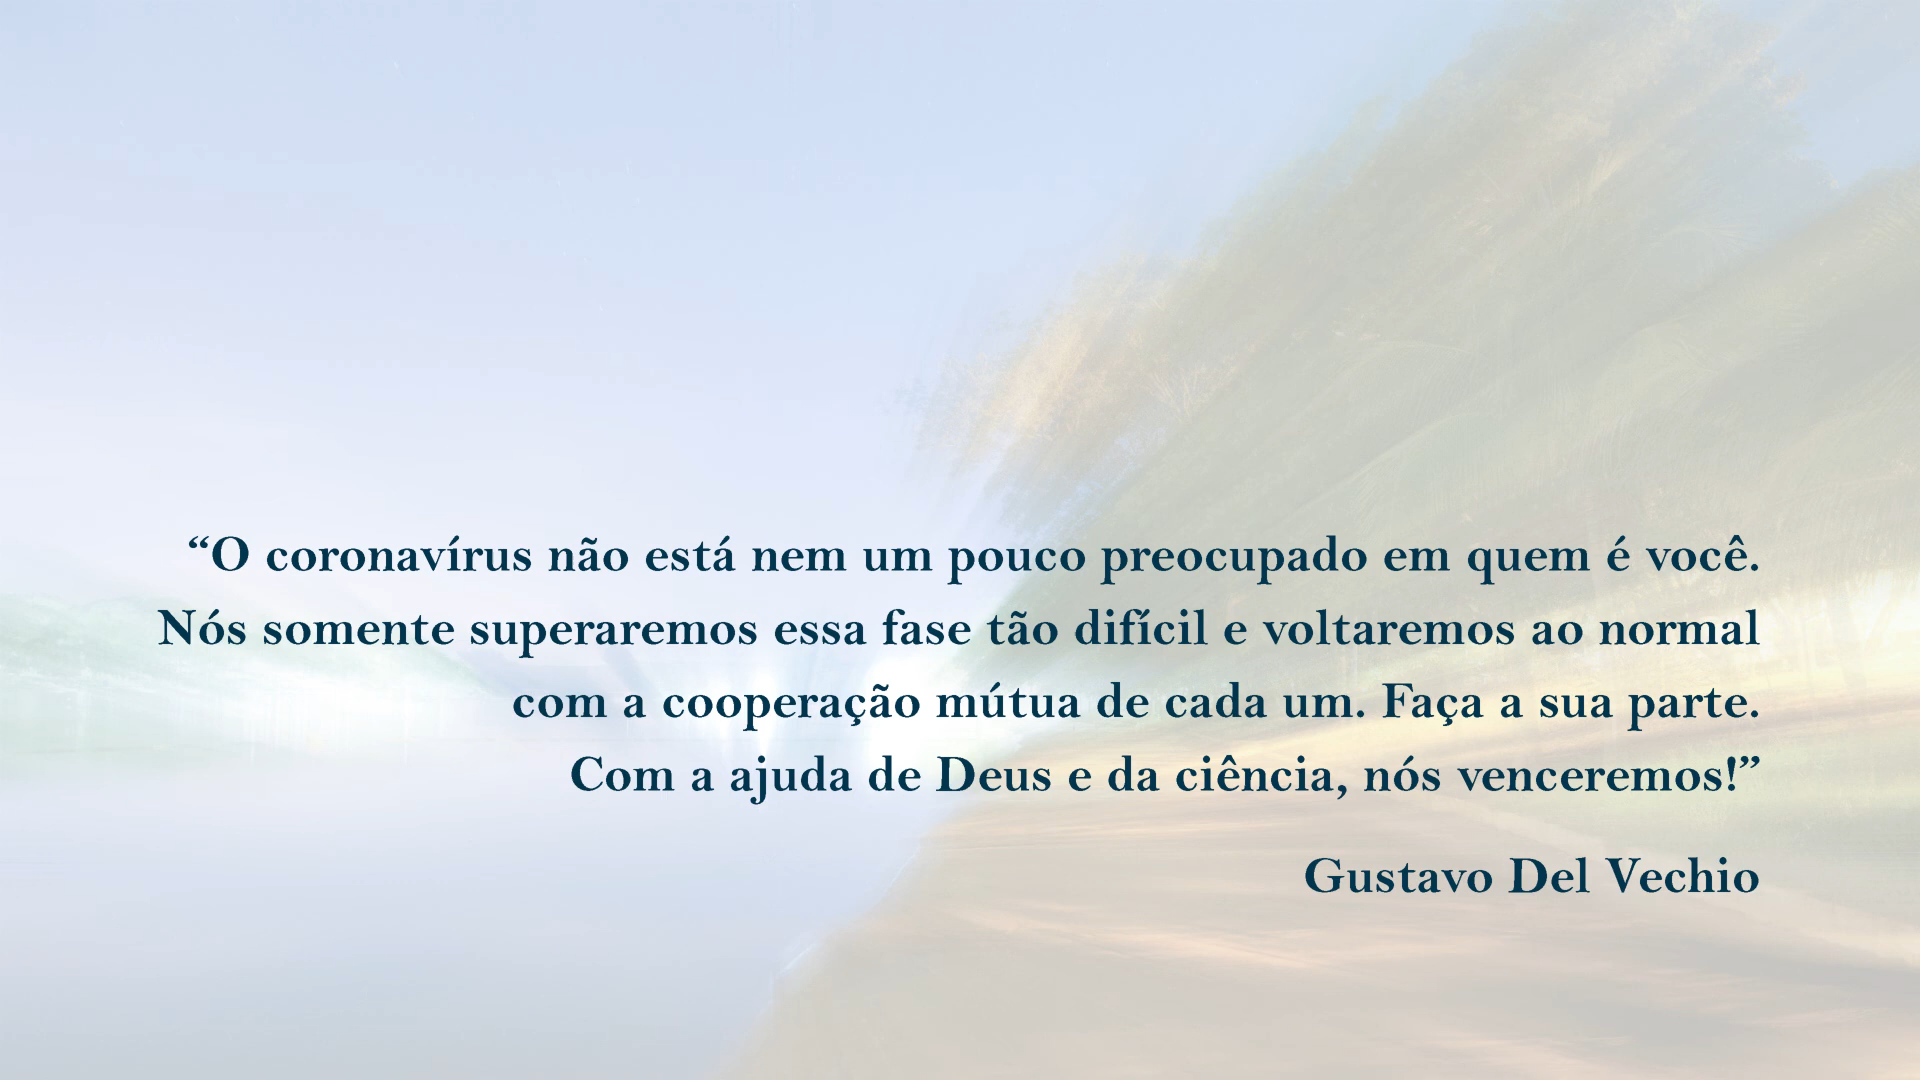 “O coronavírus não está nem um pouco preocupado em quem é você.
Nós somente superaremos essa fase tão difícil e voltaremos ao normal
com a cooperação mútua de cada um. Faça a sua parte.
Com a ajuda de Deus e da ciência, nós venceremos!”
Gustavo Del Vechio